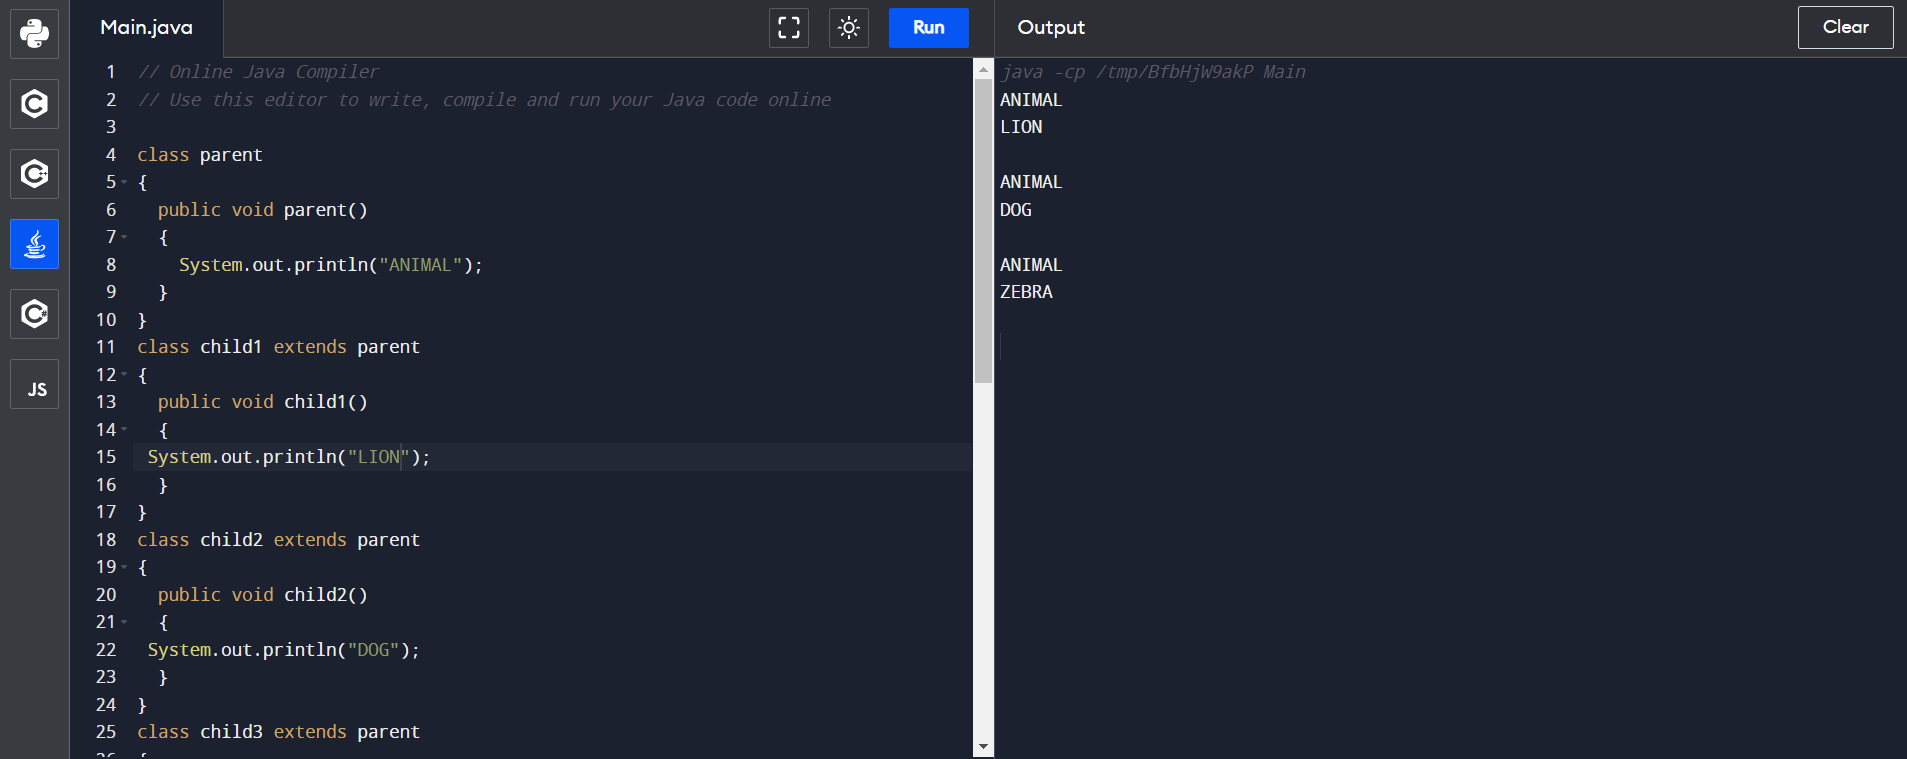 Main.java
Run
Output
Clear
JS
1 // Online Java Compiler
2 // Use this editor to write, compile and run your Java code online
3
4 class parent
5 {
6 public void parent()
7 {
8 System.out.println("ANIMAL");
9 }
10 }
11 class child1 extends parent
12 {
13 public void child1()
14 {
15 System.out.println("LION");
16 }
17 }
18 class child2 extends parent
19 {
20 public void child2()
21 {
22 System.out.println("DOG");
23 }
24 }
25 class child3 extends parent
java -cp /tmp/BfbHjW9akP Main
ANIMAL
LION
ANIMAL
DOG
ANIMAL
ZEBRA